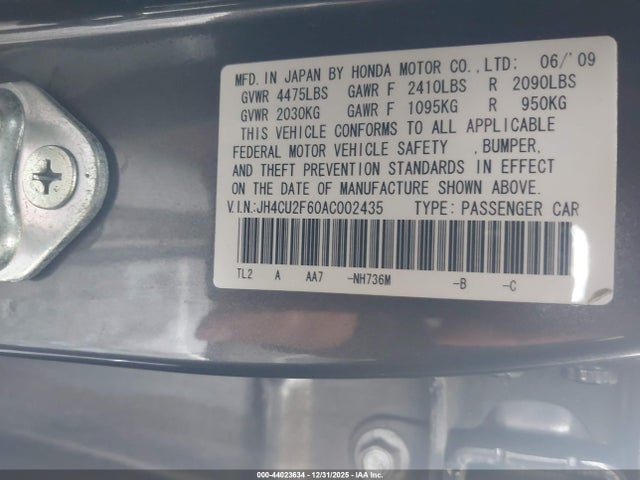 MFD. IN JAPAN BY HONDA MOTOR CO.,LTD: 06/'09
GVWR 4475LBS GAWR F 2410LBS R 2090LBS
GVWR 2030KG GAWR F 1095KG R 950KG
THIS VEHICLE CONFORMS TO ALL APPLICABLE
FEDERAL MOTOR VEHICLE SAFETY ,BUMPER,
AND THEFT PREVENTION STANDARDS IN EFFECT
ON THE DATE OF MANUFACTURE SHOWN ABOVE.
V.I.N:JH4CU2F60AC002435 TYPE: PASSENGER CAR
TL2 A AA7 -NH736M -B -C
000-44023634 - 12/31/2025 - IAAI.COM